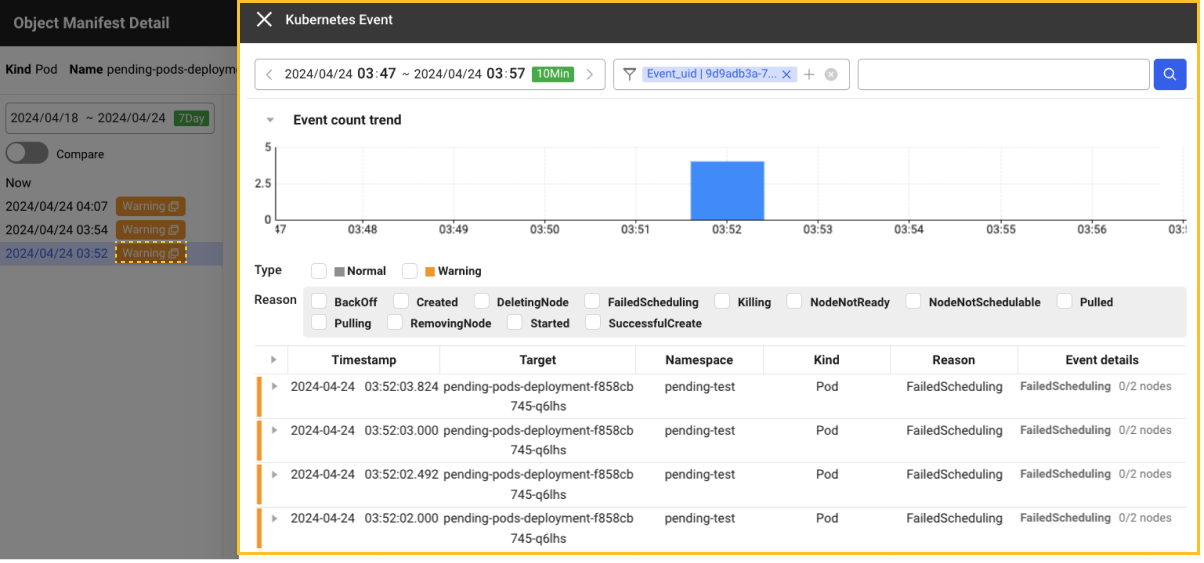 Object Manifest Detail
Kind Pod Name pending-pods-deploym
2024/04/18 ~ 2024/04/24 7Day
Compare
Now
2024/04/24 04:07 Warning
2024/04/24 03:54 Warning
2024/04/24 03:52 Warning
Kubernetes Event
2024/04/24 03:47 ~ 2024/04/24 03:57 10Min
Event_uid | 9d9adb3a-7...
Event count trend
5
2.5
0
47 03:48 03:49 03:50 03:51 03:52 03:53 03:54 03:55 03:56 03:5
Type Normal Warning
Reason BackOff Created DeletingNode FailedScheduling Killing NodeNotReady NodeNotSchedulable Pulled
Pulling RemovingNode Started SuccessfulCreate
Timestamp Target Namespace Kind Reason Event details
2024-04-24 03:52:03.824 pending-pods-deployment-f858cb pending-test Pod FailedScheduling FailedScheduling 0/2 nodes
745-q6lhs
2024-04-24 03:52:03.000 pending-pods-deployment-f858cb pending-test Pod FailedScheduling FailedScheduling 0/2 nodes
745-q6lhs
2024-04-24 03:52:02.492 pending-pods-deployment-f858cb pending-test Pod FailedScheduling FailedScheduling 0/2 nodes
745-q6lhs
2024-04-24 03:52:02.000 pending-pods-deployment-f858cb pending-test Pod FailedScheduling FailedScheduling 0/2 nodes
745-q6lhs